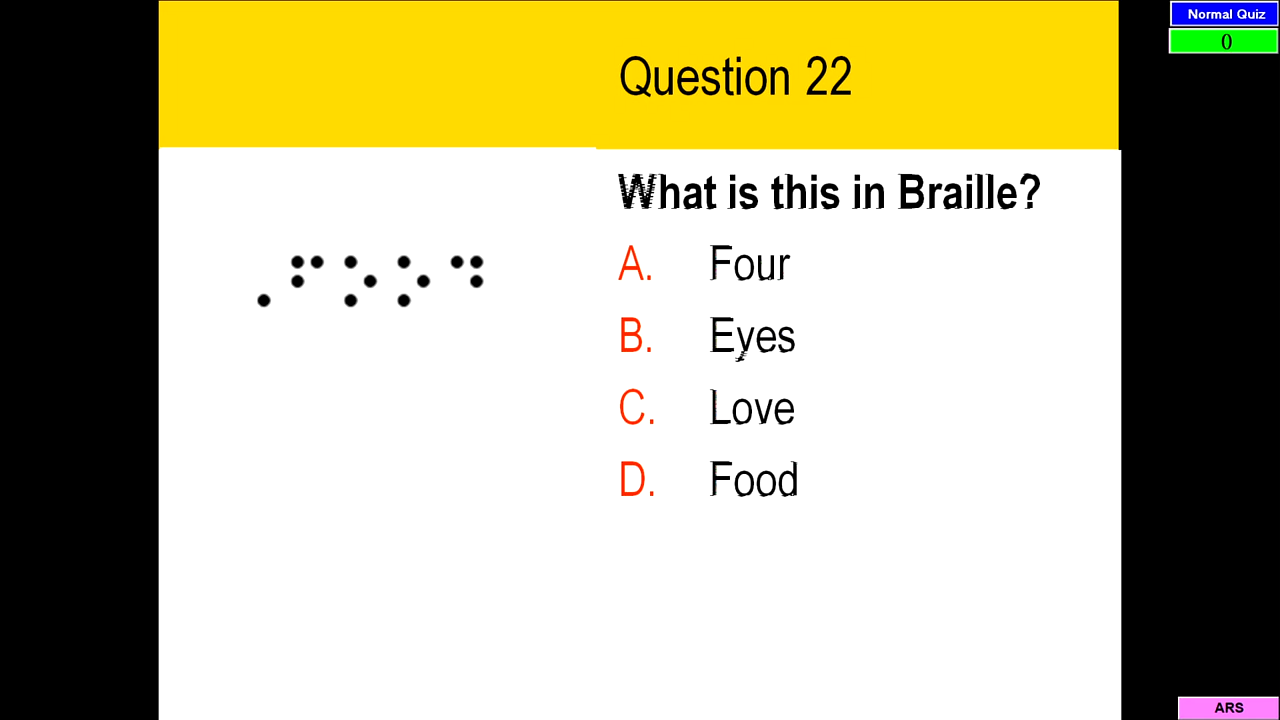 Normal Quiz
0
Question 22
What is this in Braille?
⠠⠋⠕⠕⠙
A. Four
B. Eyes
C. Love
D. Food
ARS